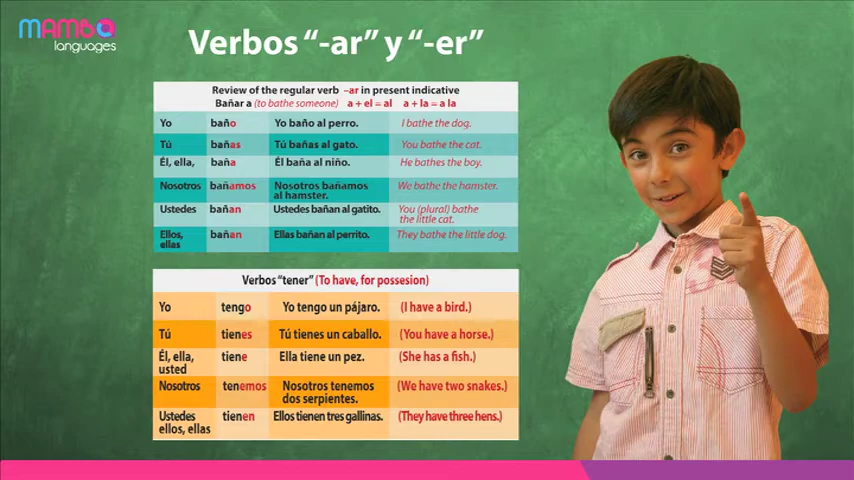 MAMBO
languages
Verbos “-ar” y “-er”
Review of the regular verb –ar in present indicative
Bañar a (to bathe someone) a + el = al a + la = a la
Yo baño Yo baño al perro. I bathe the dog.
Tú bañas Tú bañas al gato. You bathe the cat.
Él, ella, baña Él baña al niño. He bathes the boy.
Nosotros bañamos Nosotros bañamos al hamster. We bathe the hamster.
Ustedes bañan Ustedes bañan al gatito. You (plural) bathe the little cat.
Ellos, ellas bañan Ellas bañan al perrito. They bathe the little dog.
Verbos “tener” (To have, for possesion)
Yo tengo Yo tengo un pájaro. (I have a bird.)
Tú tienes Tú tienes un caballo. (You have a horse.)
Él, ella, usted tiene Ella tiene un pez. (She has a fish.)
Nosotros tenemos Nosotros tenemos dos serpientes. (We have two snakes.)
Ustedes ellos, ellas tienen Ellos tienen tres gallinas. (They have three hens.)